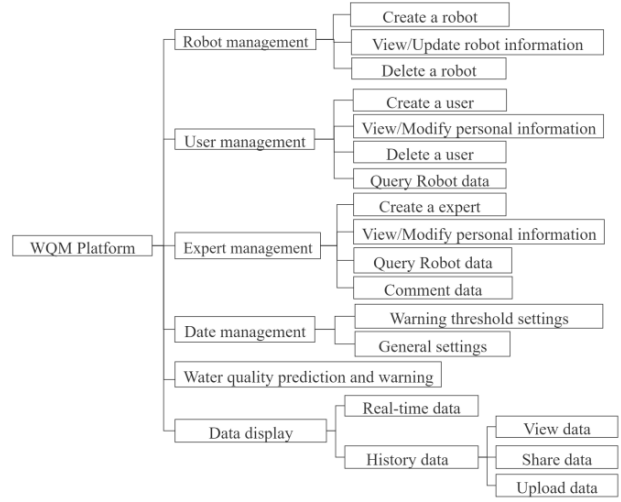 WQM Platform
Robot management
Create a robot
View/Update robot information
Delete a robot
User management
Create a user
View/Modify personal information
Delete a user
Query Robot data
Expert management
Create a expert
View/Modify personal information
Query Robot data
Comment data
Date management
Warning threshold settings
General settings
Water quality prediction and warning
Data display
Real-time data
History data
View data
Share data
Upload data